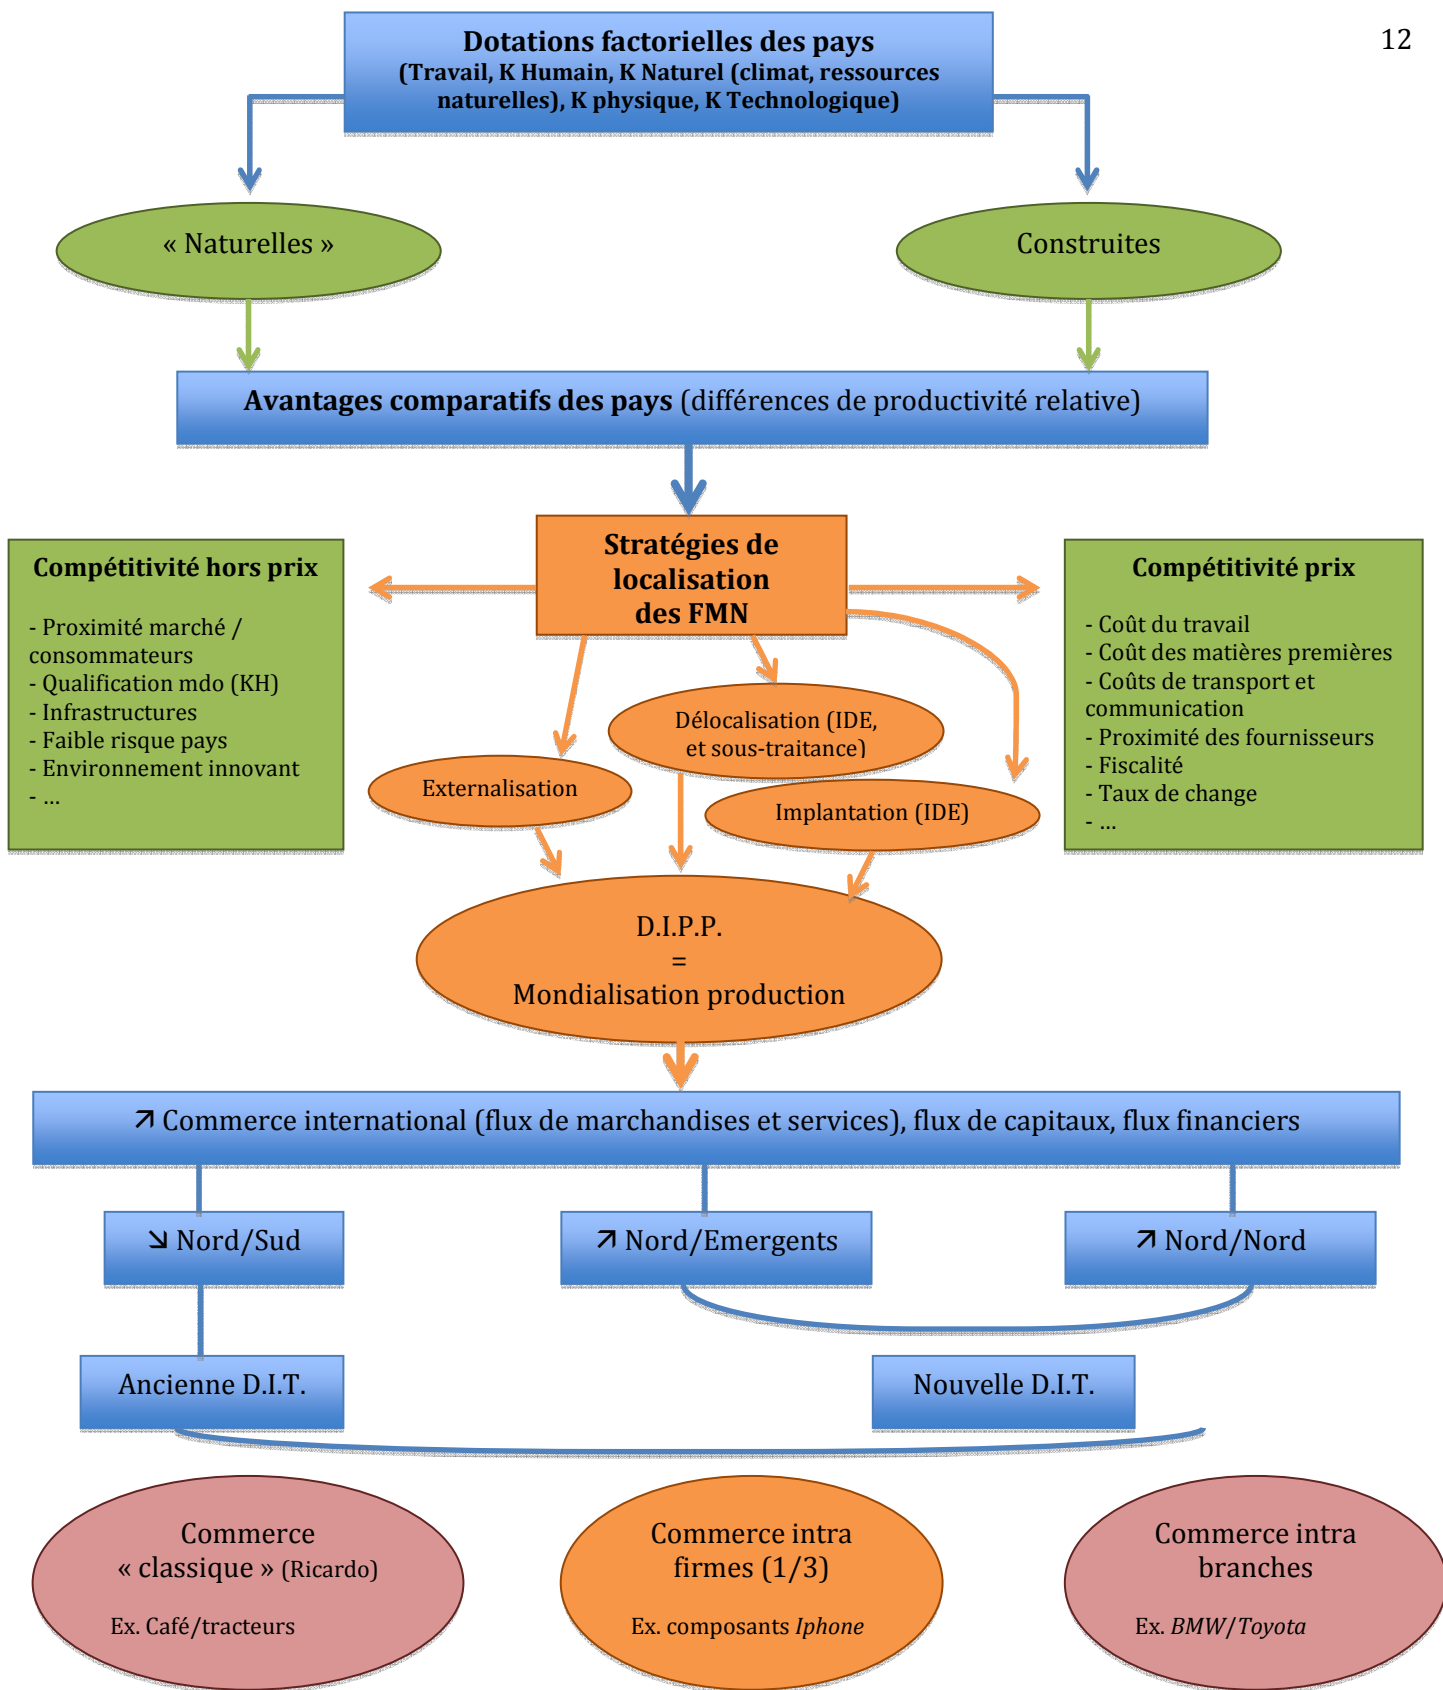 12
Dotations factorielles des pays
(Travail, K Humain, K Naturel (climat, ressources
naturelles), K physique, K Technologique)
« Naturelles »
Construites
Avantages comparatifs des pays (différences de productivité relative)
Stratégies de
localisation
des FMN
Compétitivité hors prix
- Proximité marché /
consommateurs
- Qualification mdo (KH)
- Infrastructures
- Faible risque pays
- Environnement innovant
- ...
Compétitivité prix
- Coût du travail
- Coût des matières premières
- Coûts de transport et
communication
- Proximité des fournisseurs
- Fiscalité
- Taux de change
- ...
Délocalisation (IDE,
et sous-traitance)
Externalisation
Implantation (IDE)
D.I.P.P.
=
Mondialisation production
↗ Commerce international (flux de marchandises et services), flux de capitaux, flux financiers
↘ Nord/Sud
↗ Nord/Emergents
↗ Nord/Nord
Ancienne D.I.T.
Nouvelle D.I.T.
Commerce
« classique » (Ricardo)
Ex. Café/tracteurs
Commerce intra
firmes (1/3)
Ex. composants Iphone
Commerce intra
branches
Ex. BMW/Toyota